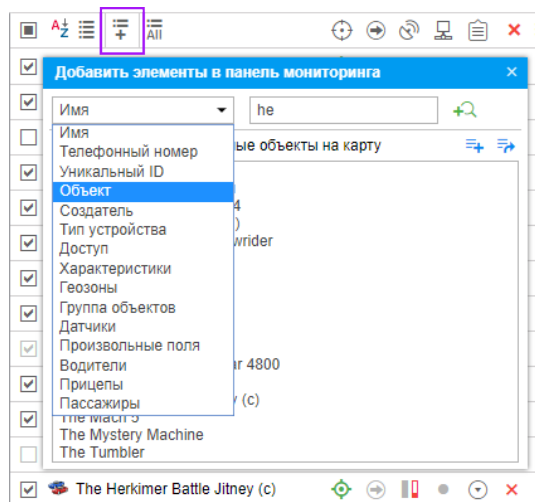 AZ
All
Добавить элементы в панель мониторинга
Имя he
Имя
Телефонный номер
ные объекты на карту
Уникальный ID
Объект
Создатель
4
Тип устройства
)
Доступ
wrider
Характеристики
Геозоны
Группа объектов
Датчики
Произвольные поля
Водители
ar 4800
Прицепы
Пассажиры
(c)
The Mach 5
The Mystery Machine
The Tumbler
The Herkimer Battle Jitney (c)